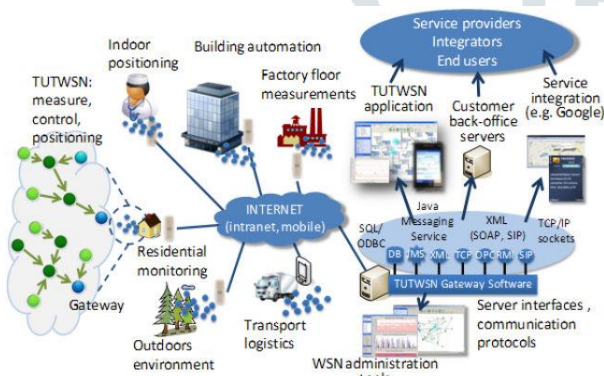 Service providers
Integrators
End users
Indoor
positioning
Building automation
Factory floor
measurements
TUTWSN:
measure,
control,
positioning
TUTWSN
application
Customer
back-office
servers
Service
integration
(e.g. Google)
INTERNET
(intranet, mobile)
SQL/
ODBC
Java
Messaging
Service
XML
(SOAP, SIP)
TCP/IP
sockets
DB JMS XML TCP OPC RMI SIP
TUTWSN Gateway Software
Residential
monitoring
Gateway
Outdoors
environment
Transport
logistics
Server interfaces ,
communication
protocols
WSN administration